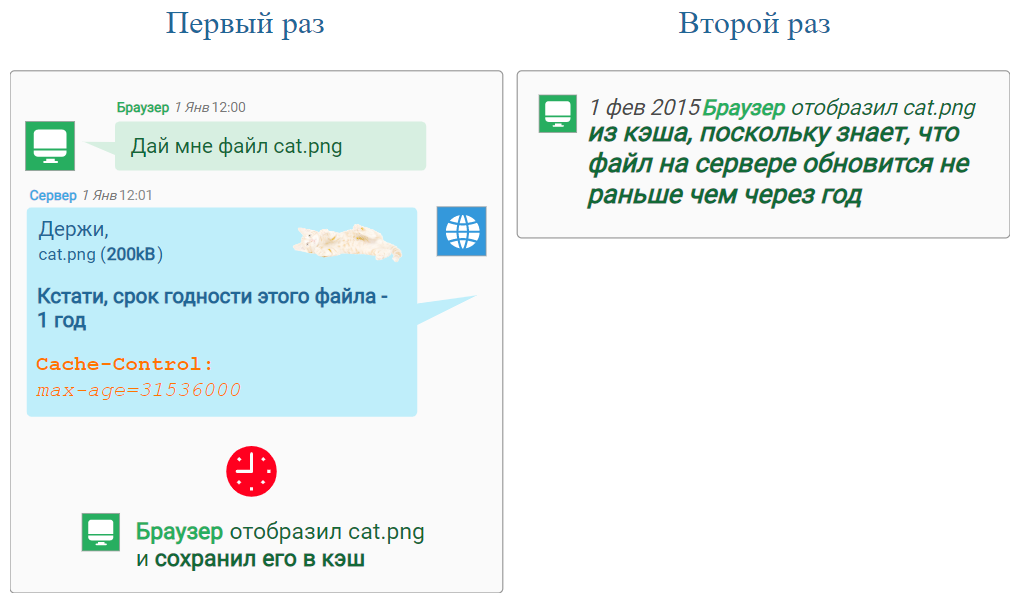 Первый раз
Второй раз
Браузер 1 Янв 12:00
Дай мне файл cat.png
Сервер 1 Янв 12:01
Держи,
cat.png (200kB)
Кстати, срок годности этого файла -
1 год
Cache-Control:
max-age=31536000
Браузер отобразил cat.png
и сохранил его в кэш
1 фев 2015 Браузер отобразил cat.png
из кэша, поскольку знает, что
файл на сервере обновится не
раньше чем через год